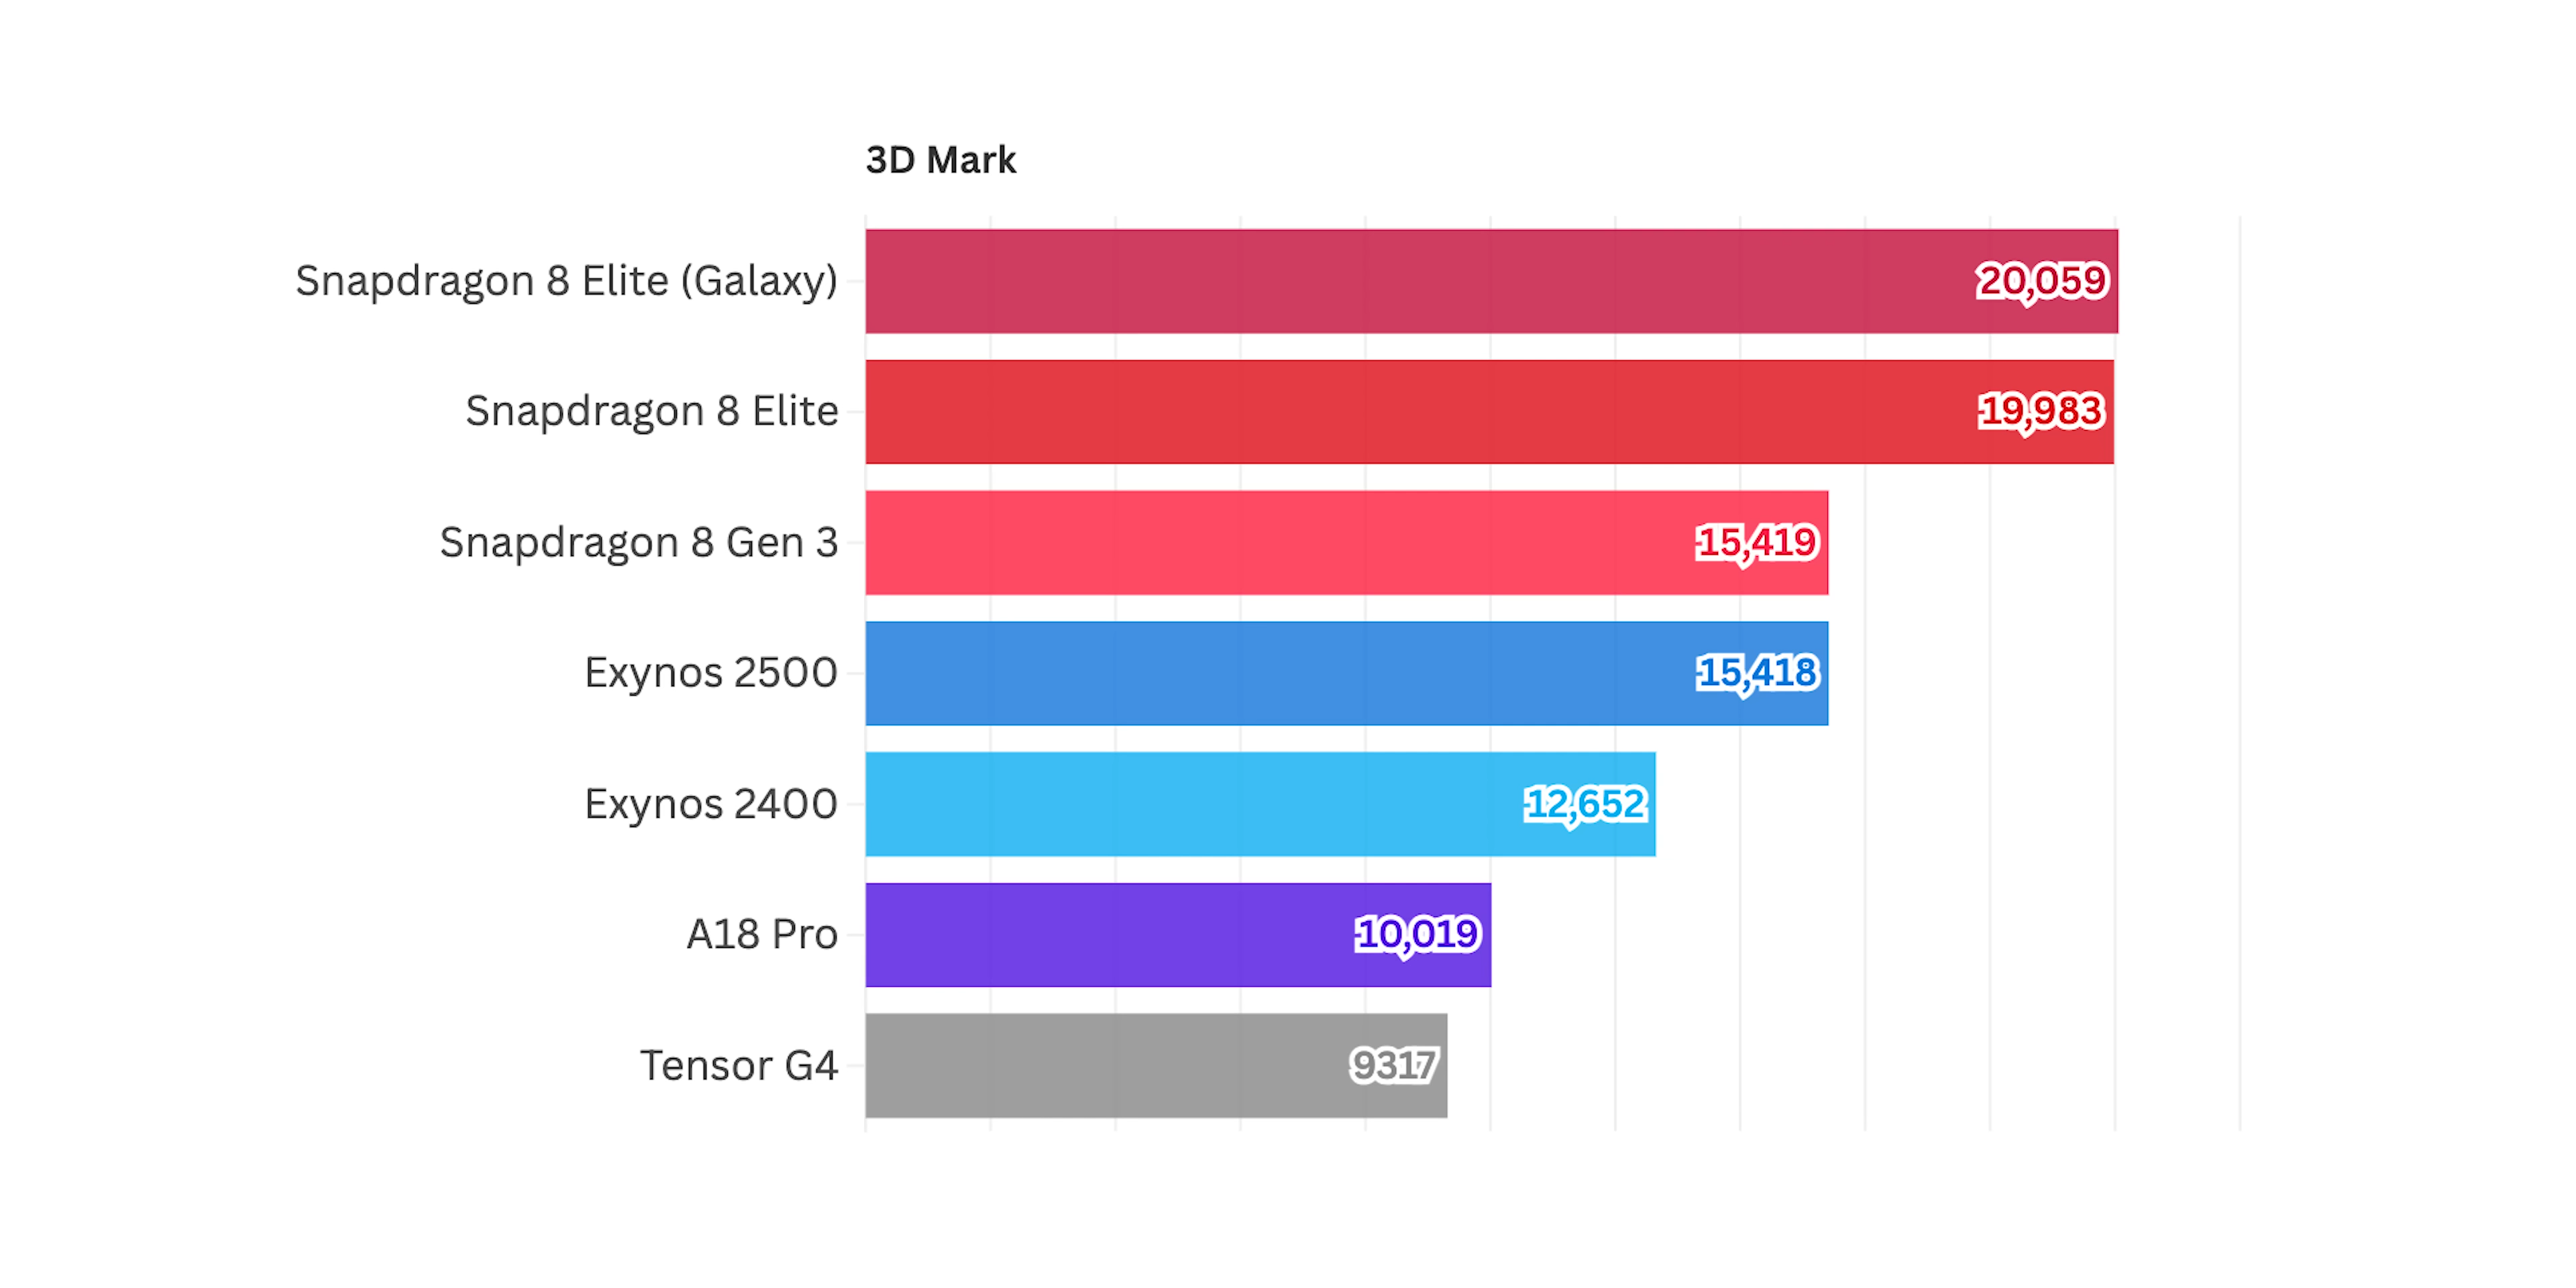 3D Mark
Snapdragon 8 Elite (Galaxy) 20,059
Snapdragon 8 Elite 19,983
Snapdragon 8 Gen 3 15,419
Exynos 2500 15,418
Exynos 2400 12,652
A18 Pro 10,019
Tensor G4 9317